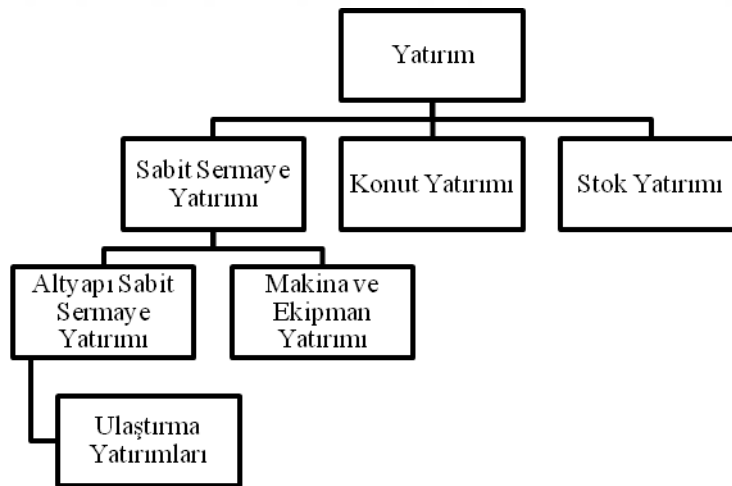 Yatırım
Sabit Sermaye
Yatırımı
Konut Yatırımı
Stok Yatırımı
Altyapı Sabit
Sermaye
Yatırımı
Makina ve
Ekipman
Yatırımı
Ulaştırma
Yatırımları